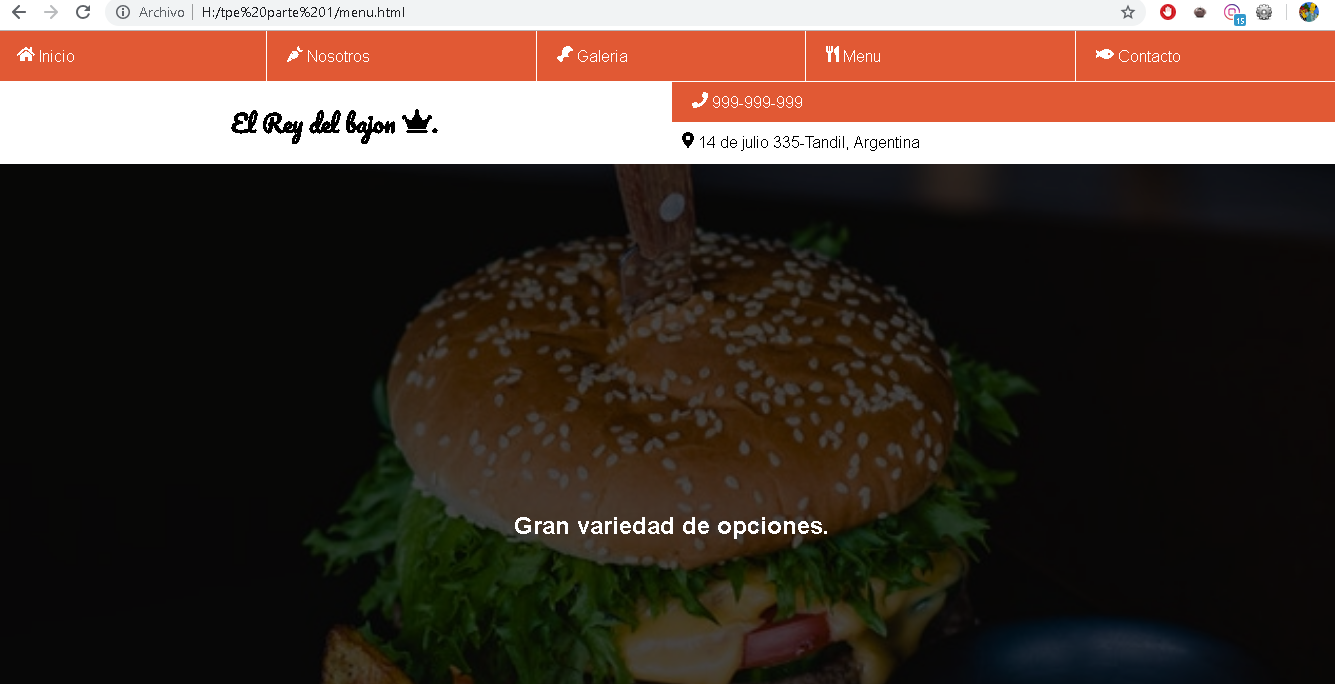 Archivo H:/tpe%20parte%201/menu.html
15
Inicio Nosotros Galeria Menu Contacto
999-999-999
El Rey del bajon .
14 de julio 335-Tandil, Argentina
Gran variedad de opciones.